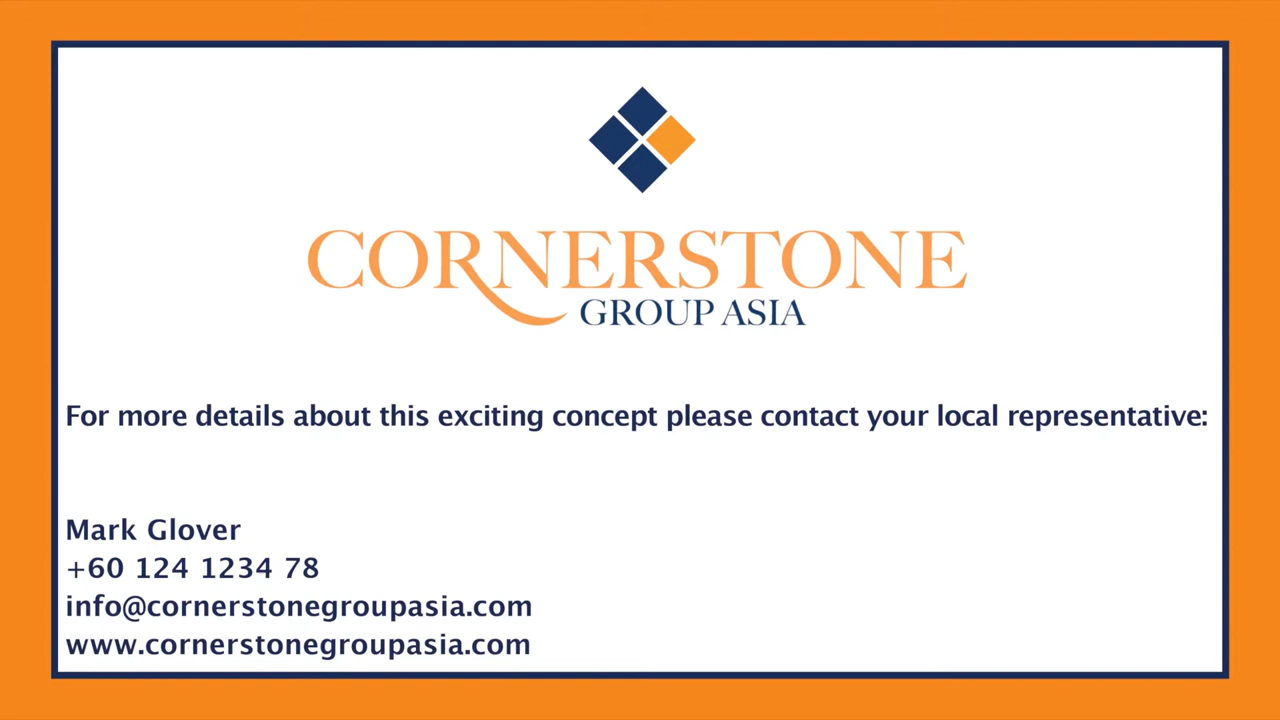 CORNERSTONE
GROUP ASIA
For more details about this exciting concept please contact your local representative:
Mark Glover
+60 124 1234 78
info@cornerstonegroupasia.com
www.cornerstonegroupasia.com